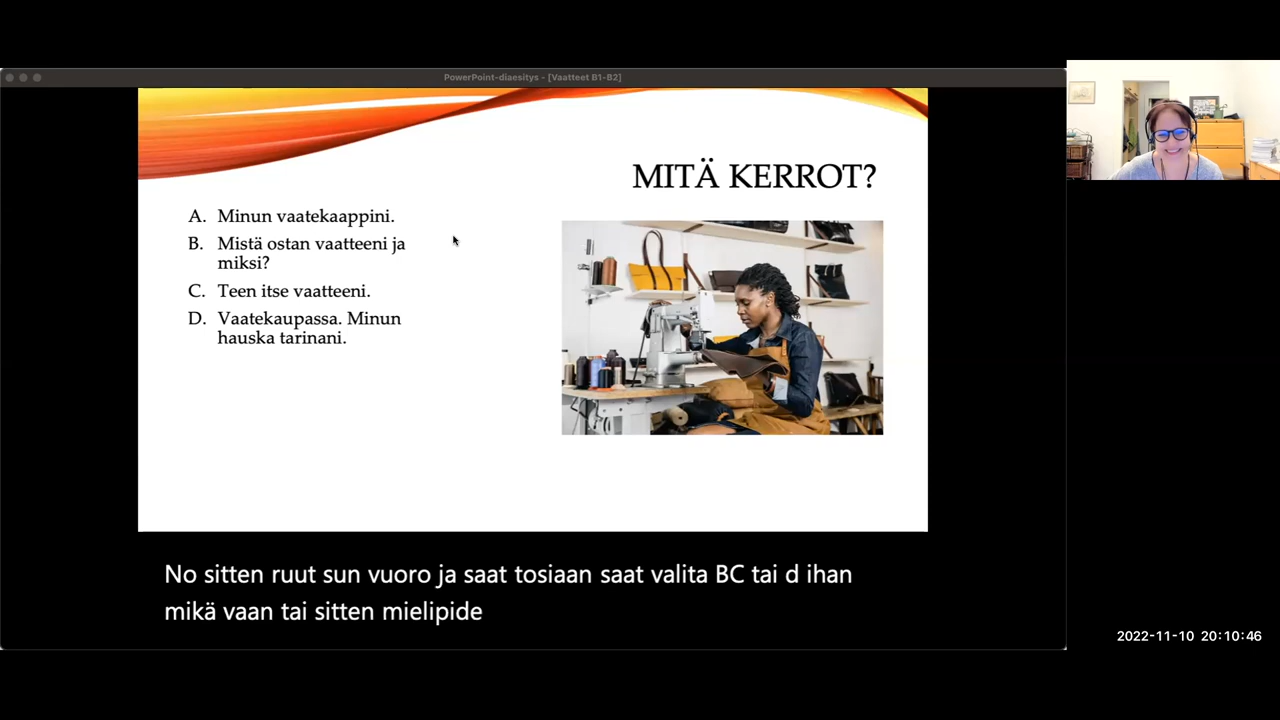 PowerPoint-diaesitys - [Vaatteet B1-B2]
MITÄ KERROT?
A. Minun vaatekaappini.
B. Mistä ostan vaatteeni ja
miksi?
C. Teen itse vaatteeni.
D. Vaatekaupassa. Minun
hauska tarinani.
No sitten ruut sun vuoro ja saat tosiaan saat valita BC tai d ihan
mikä vaan tai sitten mielipide
2022-11-10 20:10:46